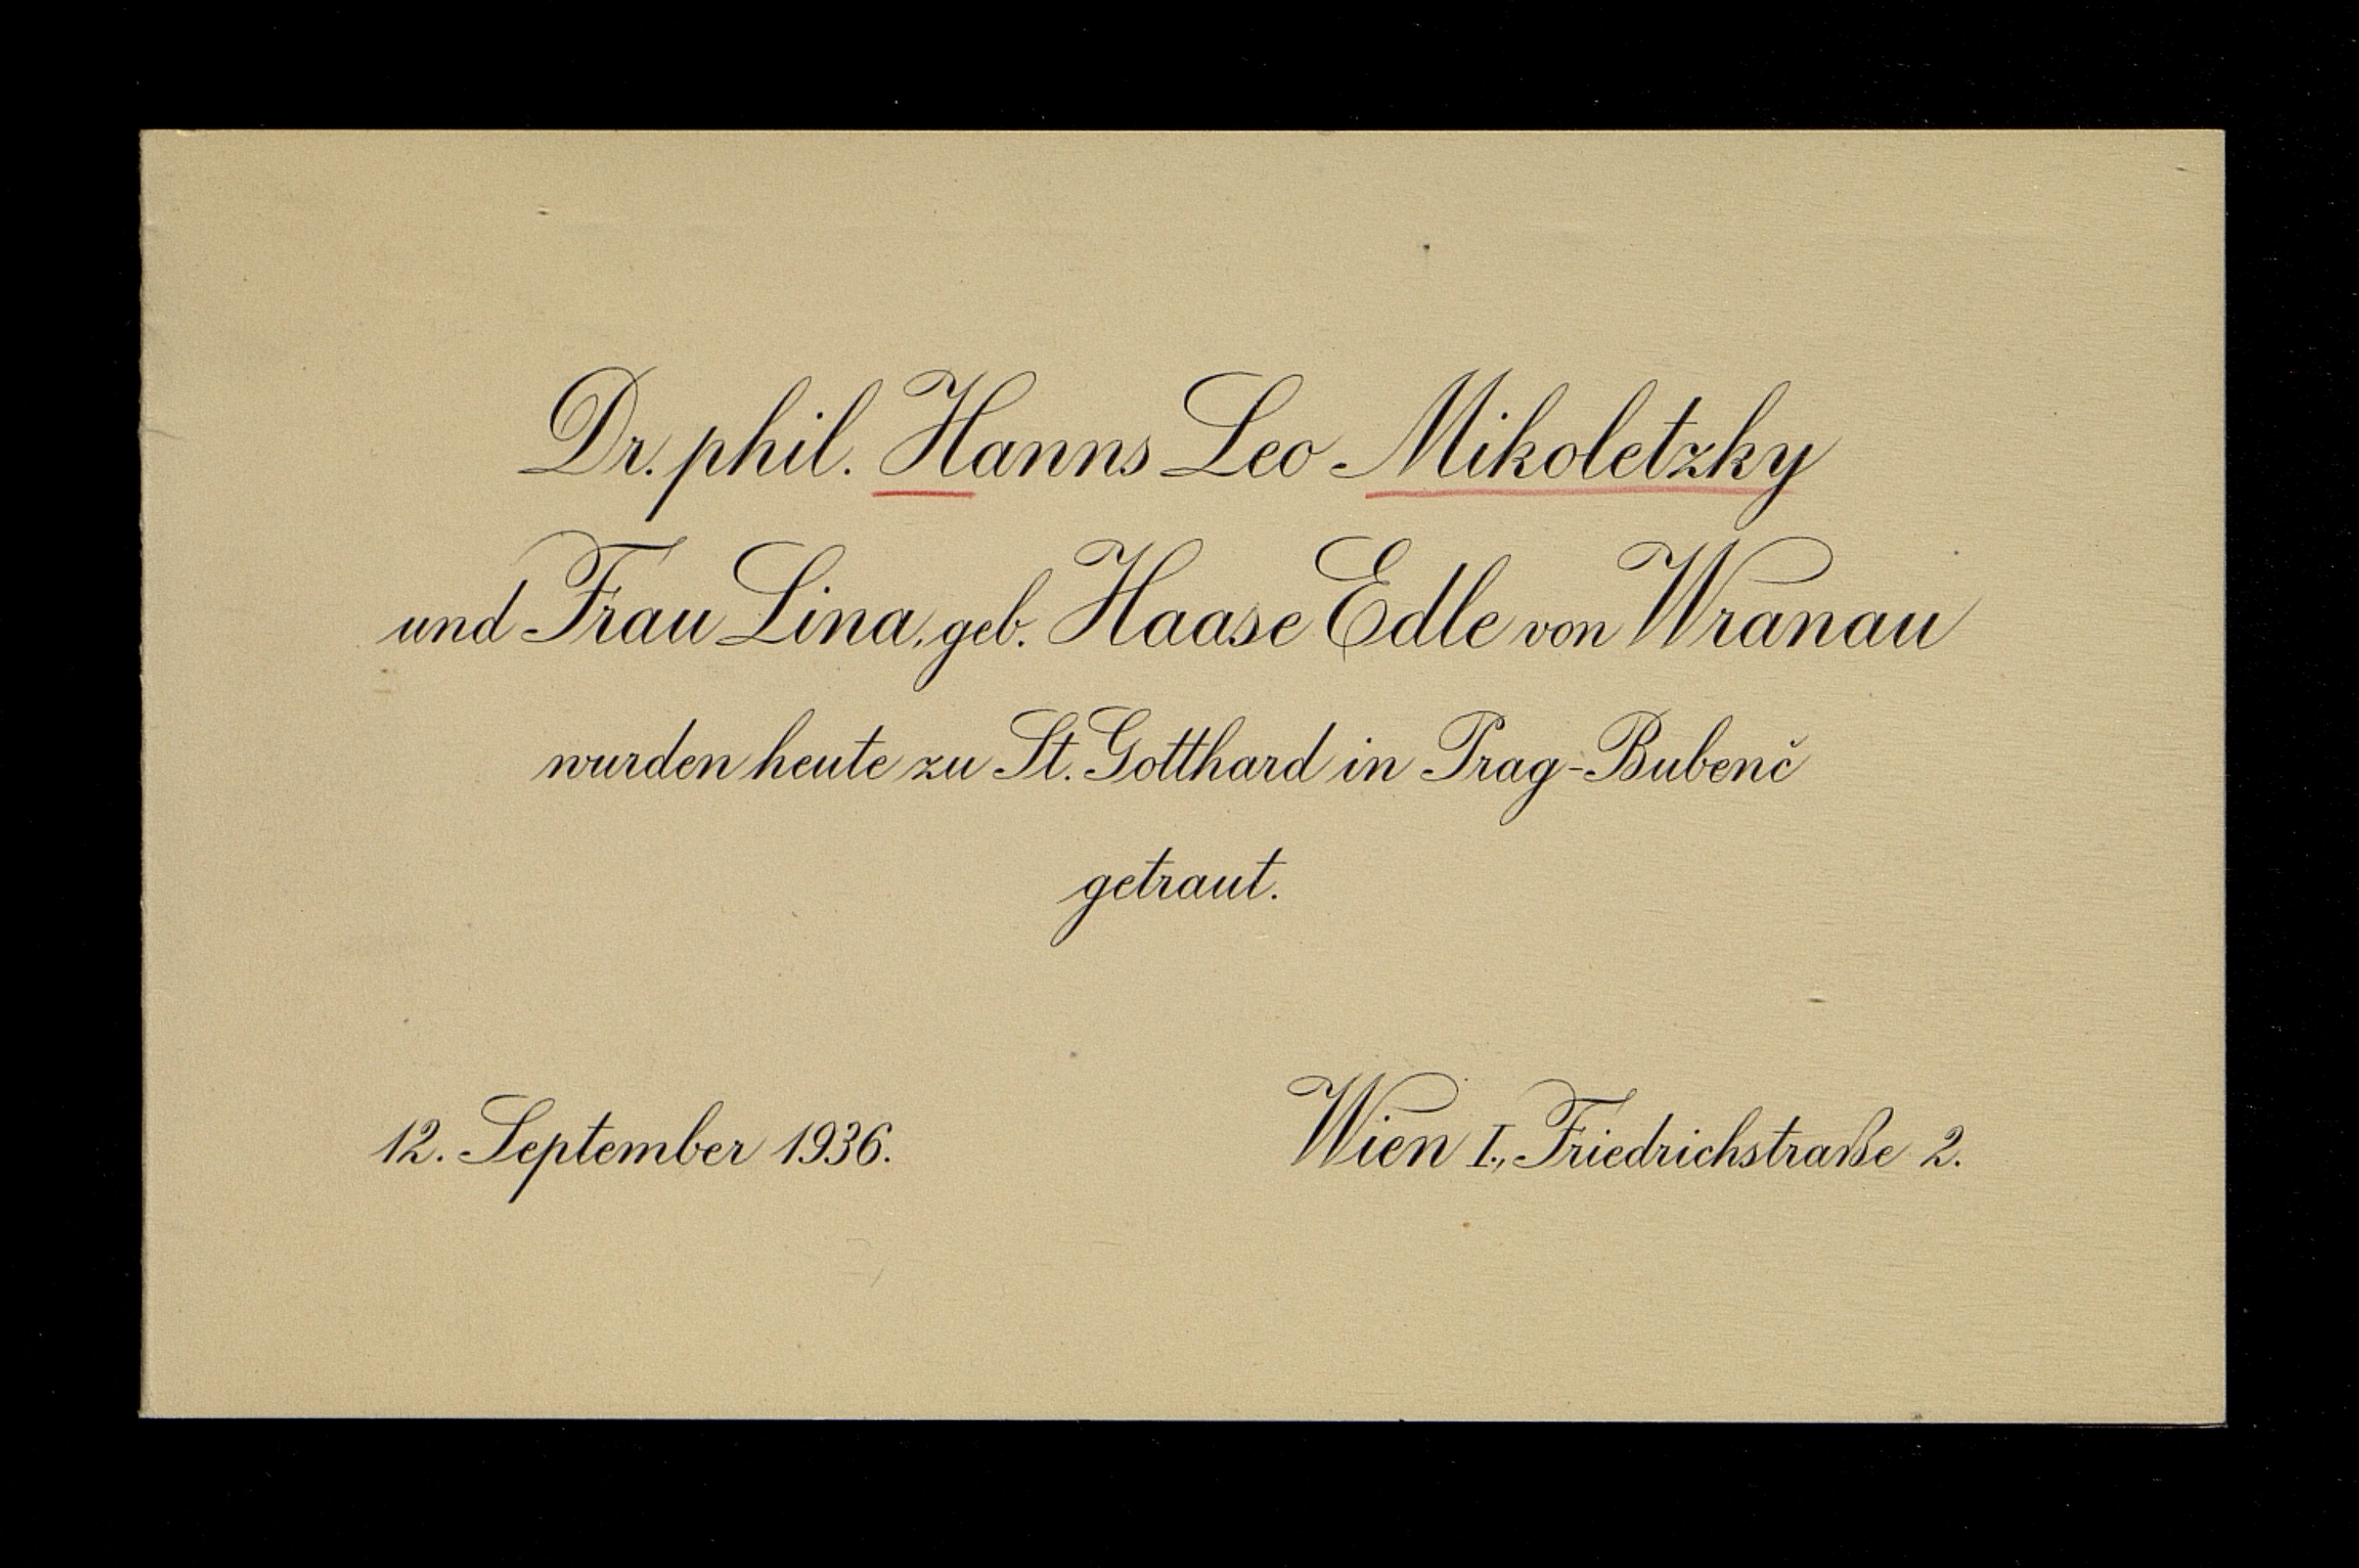 Dr. phil. Hanns Leo Mikoletzky
und Frau Lina, geb. Haase Edle von Wranau
wurden heute zu St. Gotthard in Prag-Bubenč
getraut.
12. September 1936.
Wien I., Friedrichstraße 2.